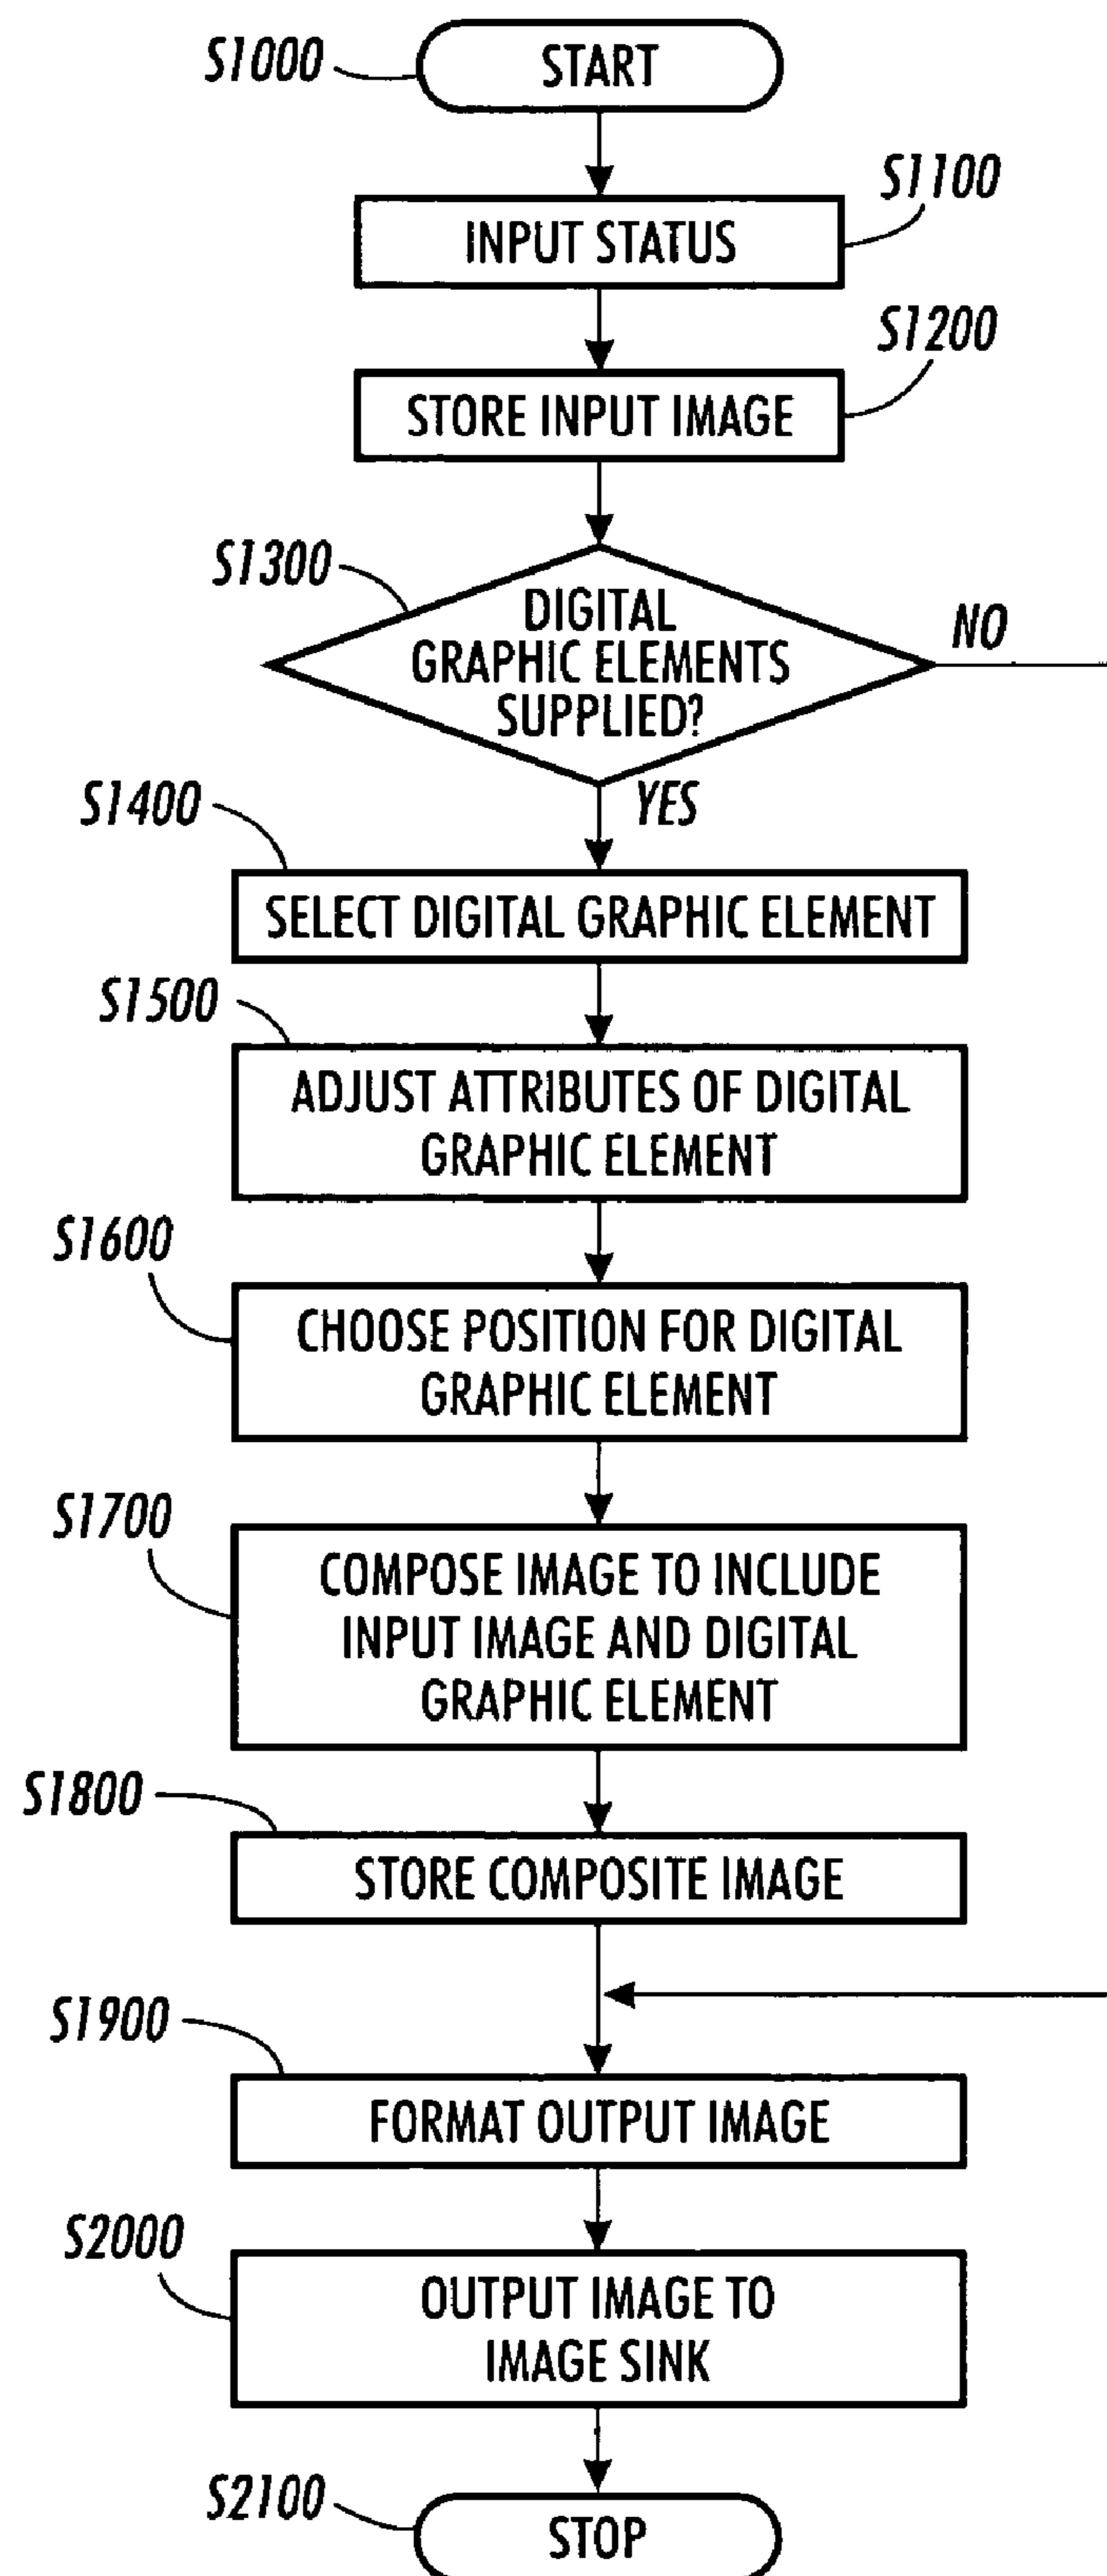 S1000
START
S1100
INPUT STATUS
S1200
STORE INPUT IMAGE
S1300
DIGITAL
GRAPHIC ELEMENTS
SUPPLIED?
NO
YES
S1400
SELECT DIGITAL GRAPHIC ELEMENT
S1500
ADJUST ATTRIBUTES OF DIGITAL
GRAPHIC ELEMENT
S1600
CHOOSE POSITION FOR DIGITAL
GRAPHIC ELEMENT
S1700
COMPOSE IMAGE TO INCLUDE
INPUT IMAGE AND DIGITAL
GRAPHIC ELEMENT
S1800
STORE COMPOSITE IMAGE
S1900
FORMAT OUTPUT IMAGE
S2000
OUTPUT IMAGE TO
IMAGE SINK
S2100
STOP